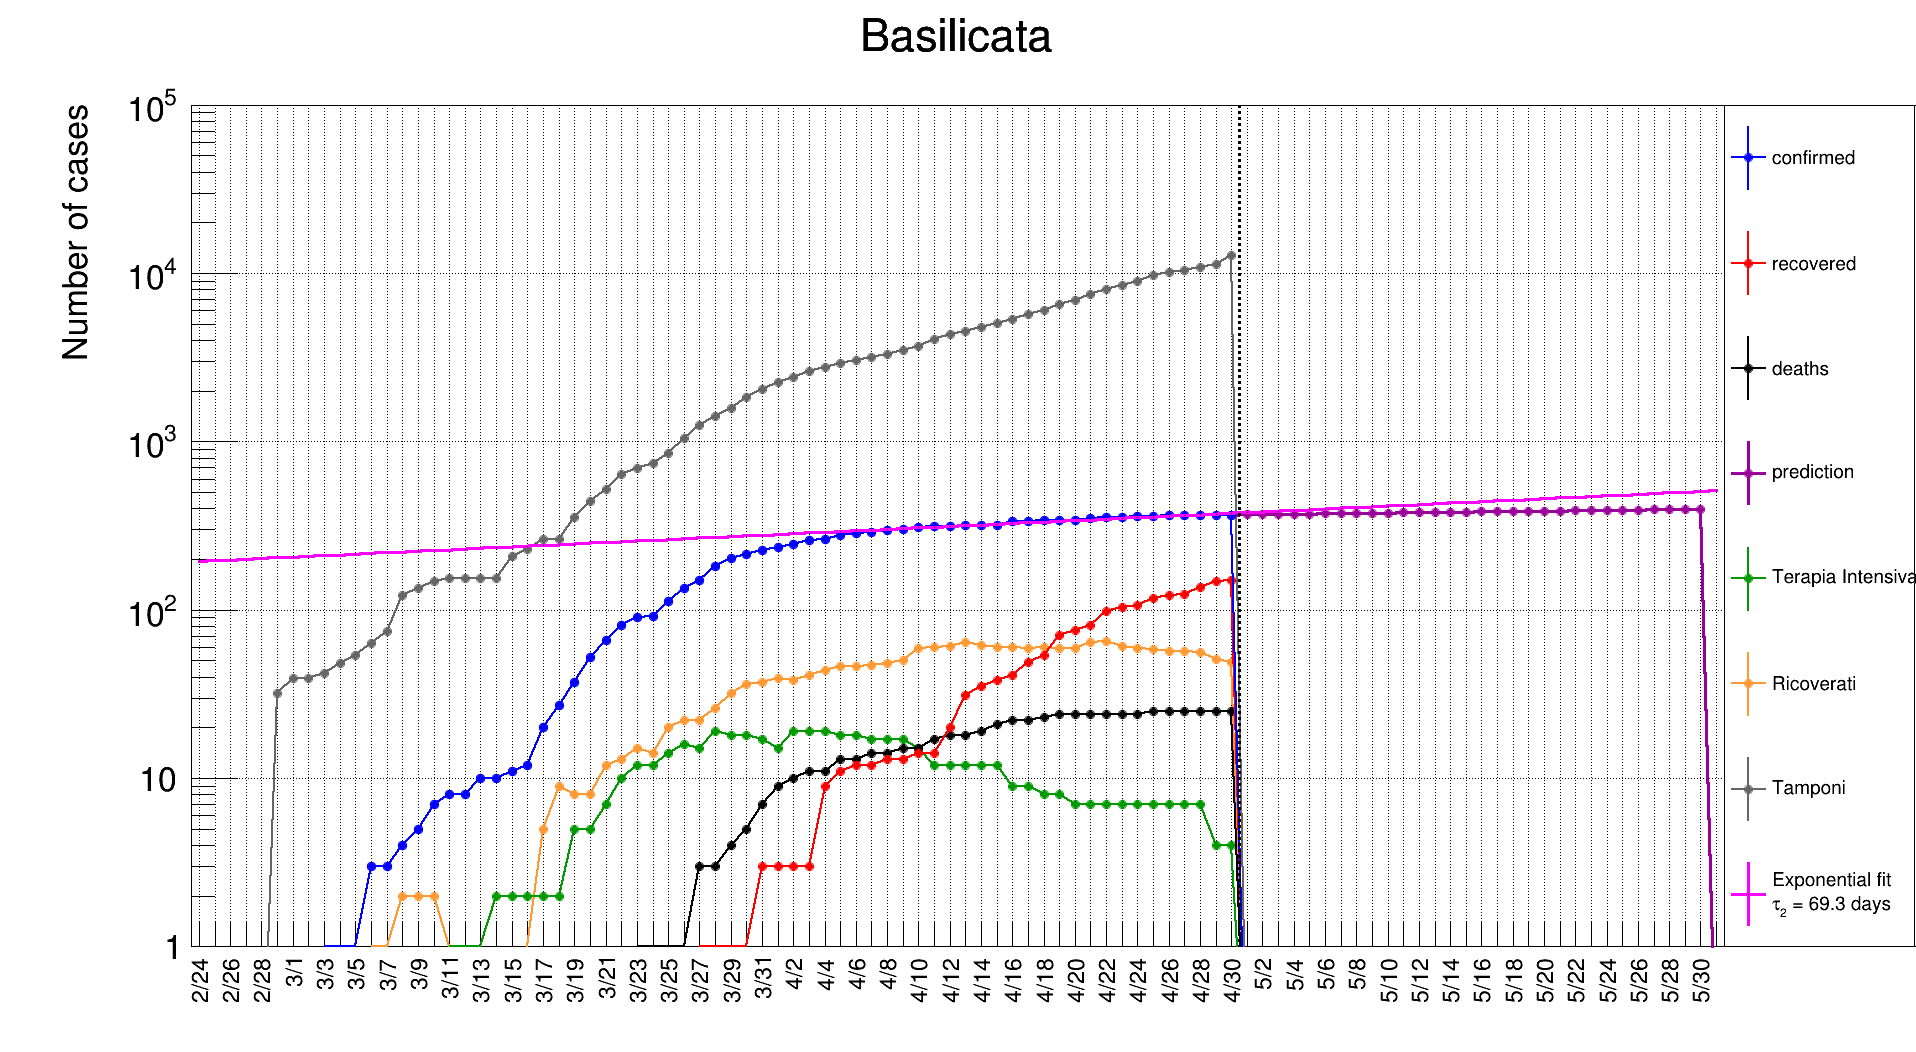 Basilicata
Number of cases
10^5
10^4
10^3
10^2
10
1
2/24 2/26 2/28 3/1 3/3 3/5 3/7 3/9 3/11 3/13 3/15 3/17 3/19 3/21 3/23 3/25 3/27 3/29 3/31 4/2 4/4 4/6 4/8 4/10 4/12 4/14 4/16 4/18 4/20 4/22 4/24 4/26 4/28 4/30 5/2 5/4 5/6 5/8 5/10 5/12 5/14 5/16 5/18 5/20 5/22 5/24 5/26 5/28 5/30
confirmed
recovered
deaths
prediction
Terapia Intensiva
Ricoverati
Tamponi
Exponential fit
τ₂ = 69.3 days